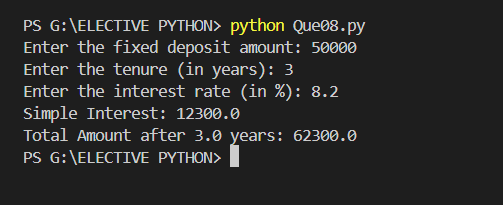 PS G:\ELECTIVE PYTHON> python Que08.py
Enter the fixed deposit amount: 50000
Enter the tenure (in years): 3
Enter the interest rate (in %): 8.2
Simple Interest: 12300.0
Total Amount after 3.0 years: 62300.0
PS G:\ELECTIVE PYTHON>